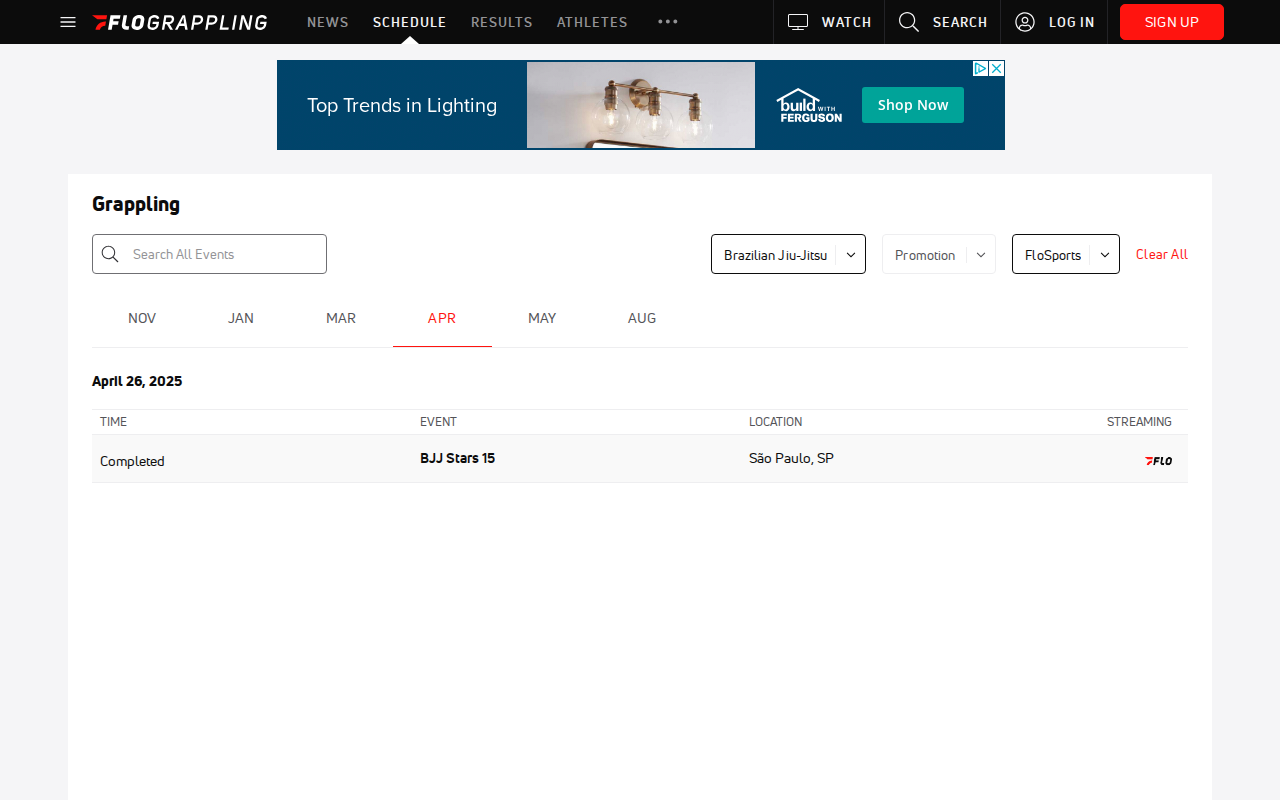 FLOGRAPPLING NEWS SCHEDULE RESULTS ATHLETES WATCH SEARCH LOG IN SIGN UP
Top Trends in Lighting
build WITH
FERGUSON
Shop Now
Grappling
Search All Events
Brazilian Jiu-Jitsu
Promotion
FloSports
Clear All
NOV JAN MAR APR MAY AUG
April 26, 2025
TIME EVENT LOCATION STREAMING
Completed BJJ Stars 15 São Paulo, SP FLO